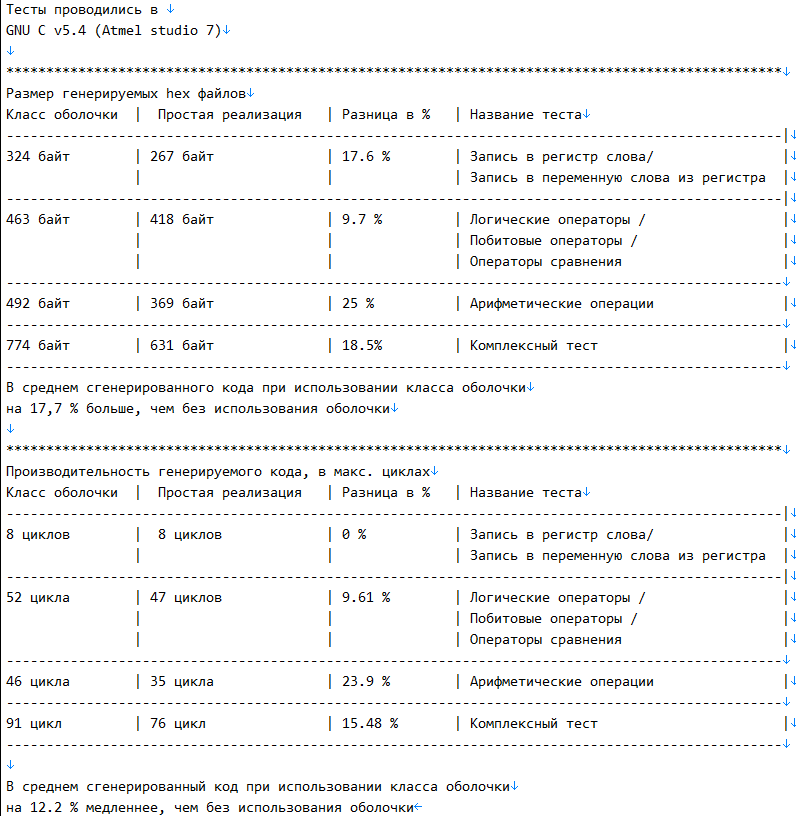 Тесты проводились в ↓
GNU C v5.4 (Atmel studio 7)↓
↓
*************************************************************************************************↓
Размер генерируемых hex файлов↓
Класс оболочки  |  Простая реализация   | Разница в %   | Название теста↓
-------------------------------------------------------------------------------------------------|↓
324 байт        | 267 байт              | 17.6 %        | Запись в регистр слова/                |↓
                |                       |               | Запись в переменную слова из регистра  |↓
-------------------------------------------------------------------------------------------------|↓
463 байт        | 418 байт              | 9.7 %         | Логические операторы /                 |↓
                |                       |               | Побитовые операторы /                  |↓
                |                       |               | Операторы сравнения                    |↓
-------------------------------------------------------------------------------------------------↓
492 байт        | 369 байт              | 25 %          | Арифметические операции                |↓
-------------------------------------------------------------------------------------------------↓
774 байт        | 631 байт              | 18.5%         | Комплексный тест                       |↓
-------------------------------------------------------------------------------------------------↓
В среднем сгенерированного кода при использовании класса оболочки↓
на 17,7 % больше, чем без использования оболочки↓
↓
*************************************************************************************************↓
Производительность генерируемого кода, в макс. циклах↓
Класс оболочки  |  Простая реализация   | Разница в %   | Название теста↓
-------------------------------------------------------------------------------------------------|↓
8 циклов        |  8 циклов             | 0 %           | Запись в регистр слова/                |↓
                |                       |               | Запись в переменную слова из регистра  |↓
-------------------------------------------------------------------------------------------------|↓
52 цикла        | 47 циклов             | 9.61 %        | Логические операторы /                 |↓
                |                       |               | Побитовые операторы /                  |↓
                |                       |               | Операторы сравнения                    |↓
-------------------------------------------------------------------------------------------------↓
46 цикла        | 35 цикла              | 23.9 %        | Арифметические операции                |↓
-------------------------------------------------------------------------------------------------↓
91 цикл         | 76 цикл               | 15.48 %       | Комплексный тест                       |↓
-------------------------------------------------------------------------------------------------↓
↓
В среднем сгенерированный код при использовании класса оболочки↓
на 12.2 % медленнее, чем без использования оболочки←